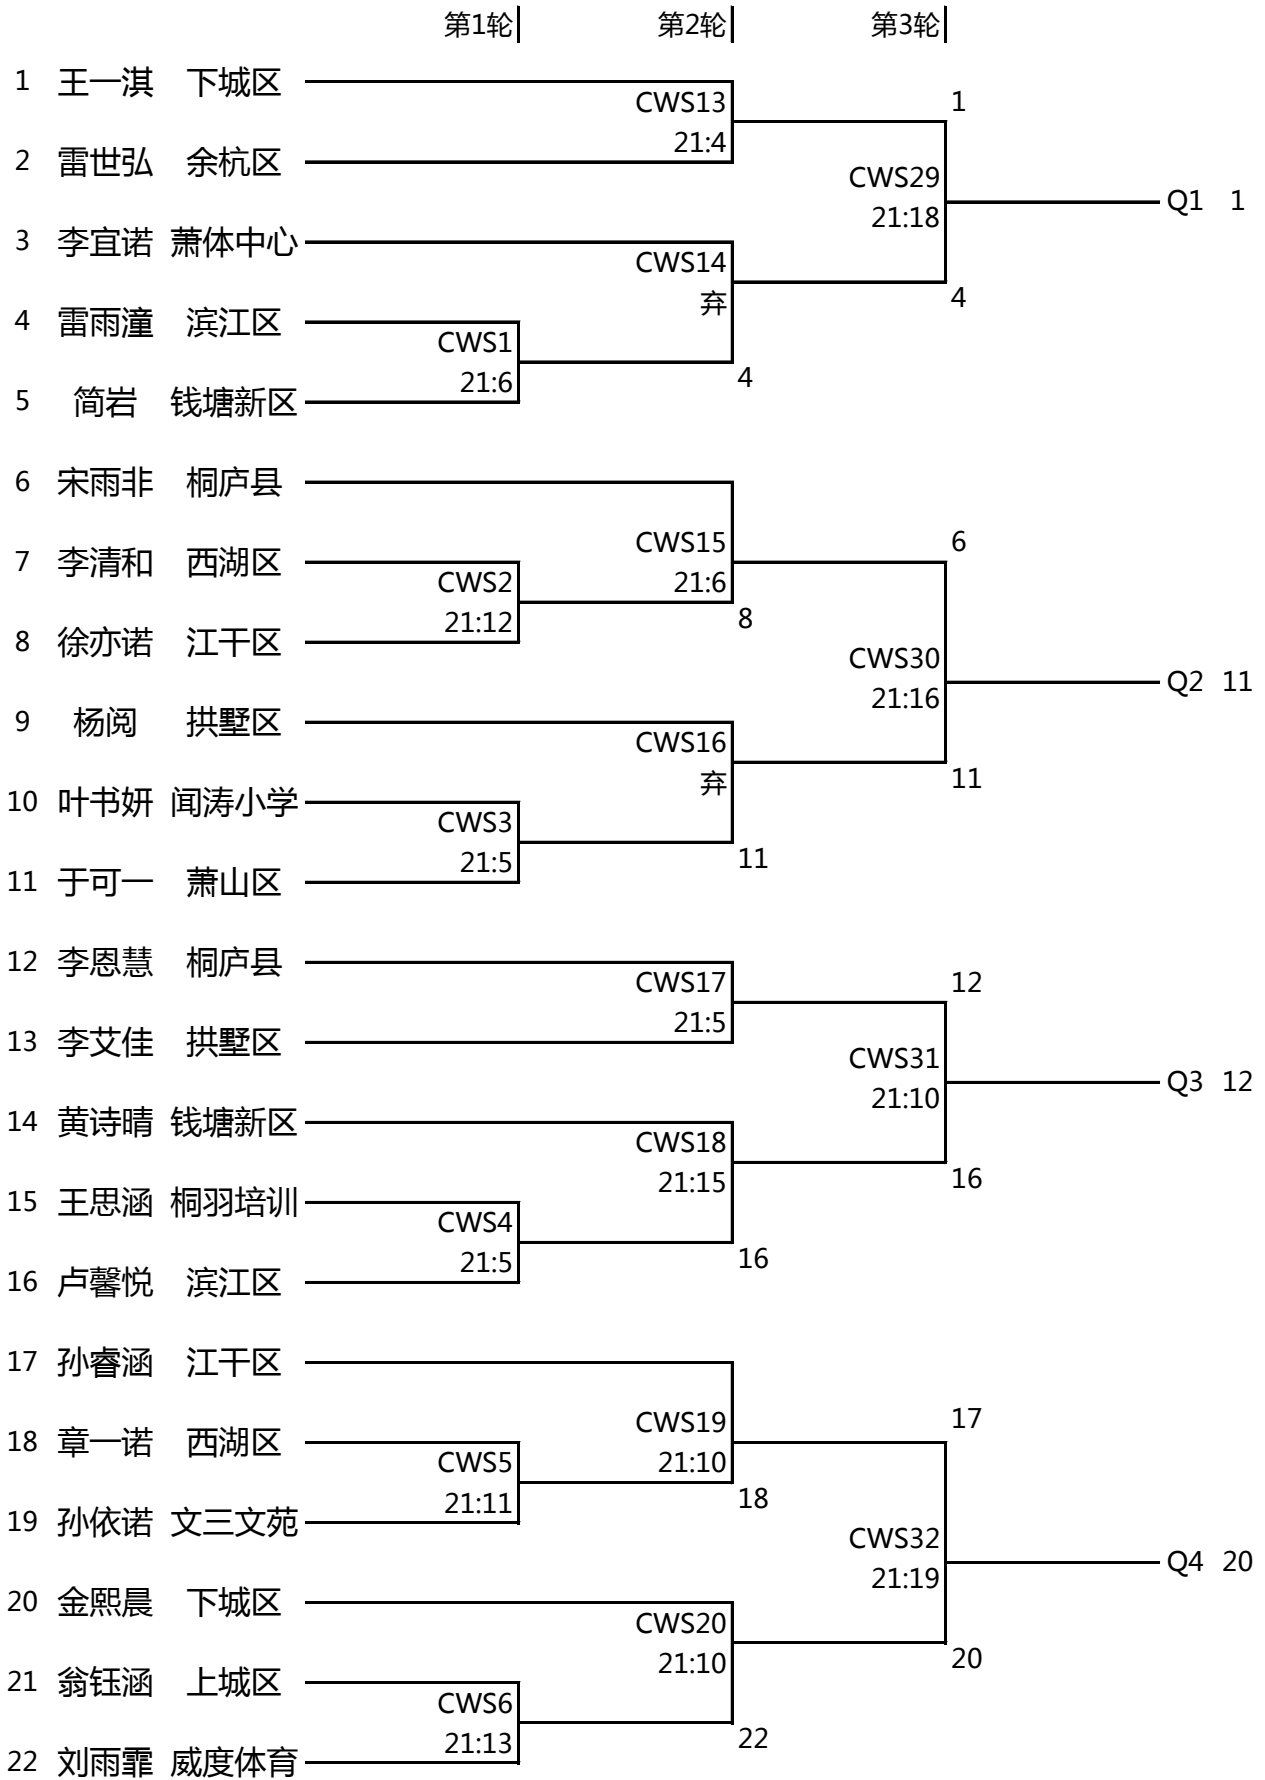 第1轮 第2轮 第3轮
1 王一淇 下城区
CWS13 1
21:4
2 雷世弘 余杭区
CWS29
21:18 Q1 1
3 李宜诺 萧体中心
CWS14
弃 4
4 雷雨潼 滨江区
CWS1
21:6 4
5 简岩 钱塘新区
6 宋雨非 桐庐县
CWS15 6
7 李清和 西湖区
CWS2 21:6
21:12 8
8 徐亦诺 江干区
CWS30
21:16 Q2 11
9 杨阅 拱墅区
CWS16
弃 11
10 叶书妍 闻涛小学
CWS3
21:5 11
11 于可一 萧山区
12 李恩慧 桐庐县
CWS17 12
21:5
13 李艾佳 拱墅区
CWS31
21:10 Q3 12
14 黄诗晴 钱塘新区
CWS18
21:15 16
15 王思涵 桐羽培训
CWS4
21:5 16
16 卢馨悦 滨江区
17 孙睿涵 江干区
CWS19 17
18 章一诺 西湖区
CWS5 21:10
21:11 18
19 孙依诺 文三文苑
CWS32
21:19 Q4 20
20 金熙晨 下城区
CWS20
21:10 20
21 翁钰涵 上城区
CWS6
21:13 22
22 刘雨霏 威度体育